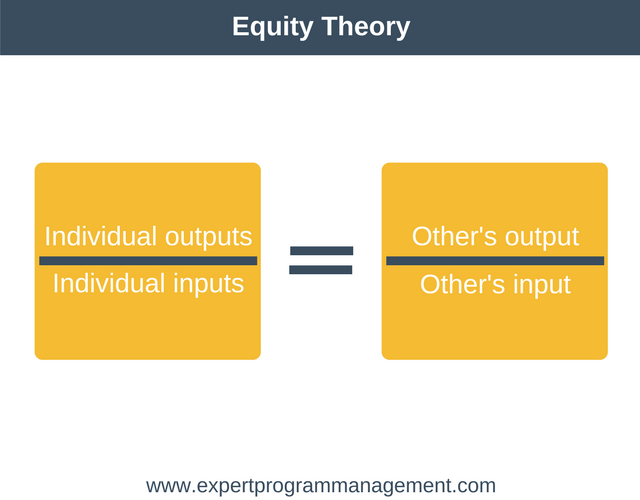 Equity Theory
Individual outputs
Individual inputs
=
Other's output
Other's input
www.expertprogrammanagement.com